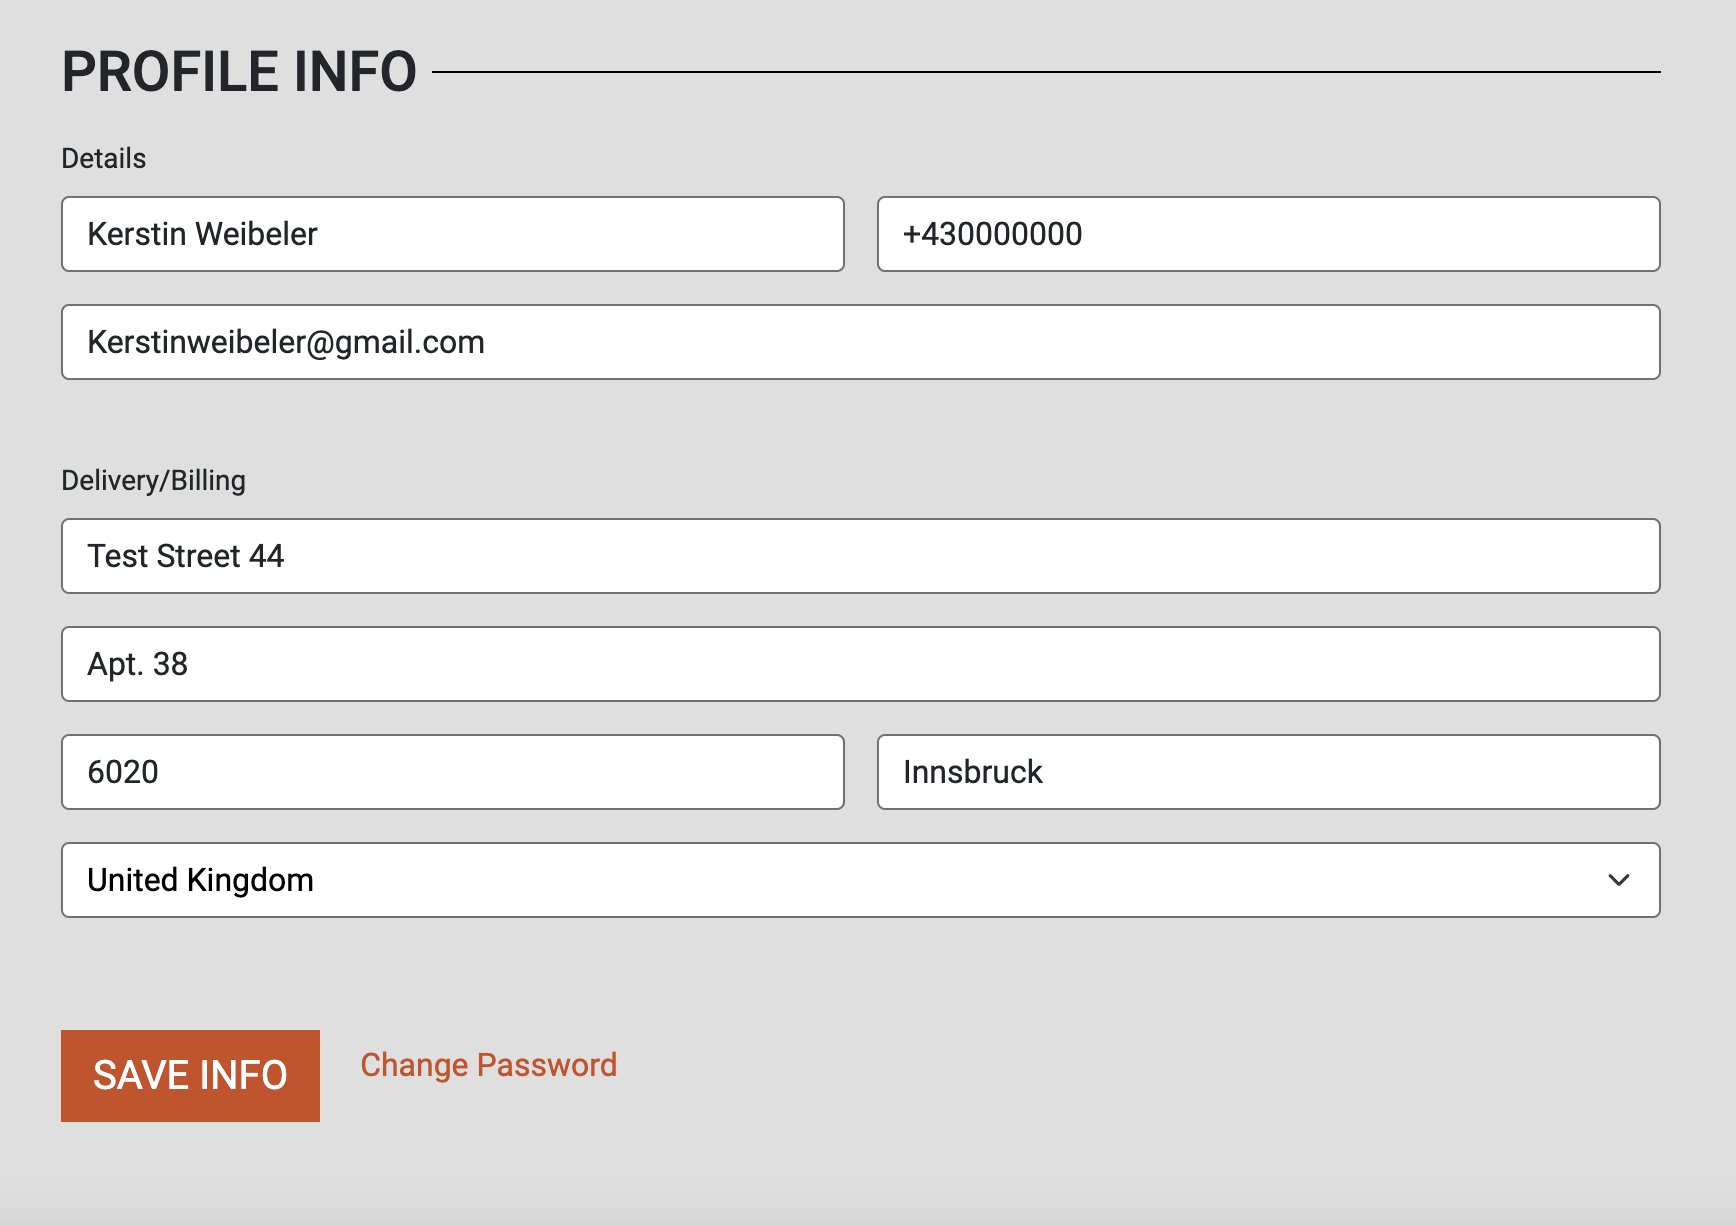 PROFILE INFO
Details
Kerstin Weibeler
+430000000
Kerstinweibeler@gmail.com
Delivery/Billing
Test Street 44
Apt. 38
6020
Innsbruck
United Kingdom
SAVE INFO
Change Password